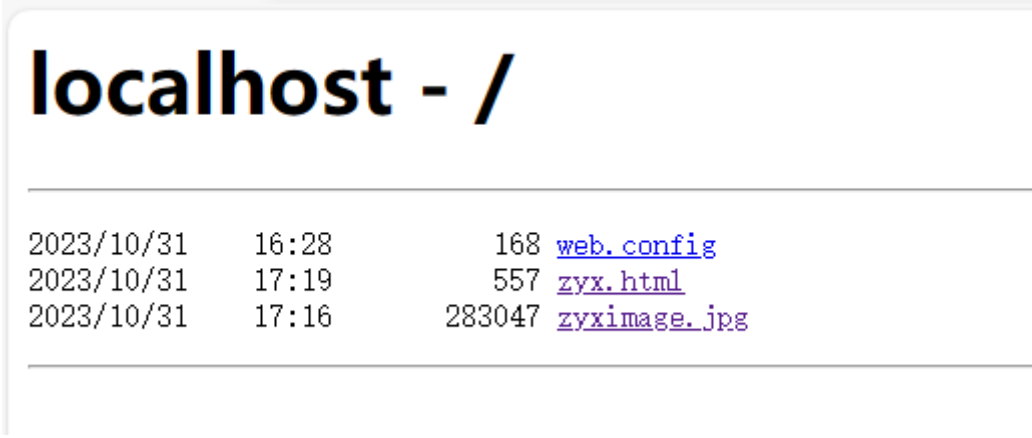 localhost - /
2023/10/31 16:28 168 web.config
2023/10/31 17:19 557 zyx.html
2023/10/31 17:16 283047 zyximage.jpg